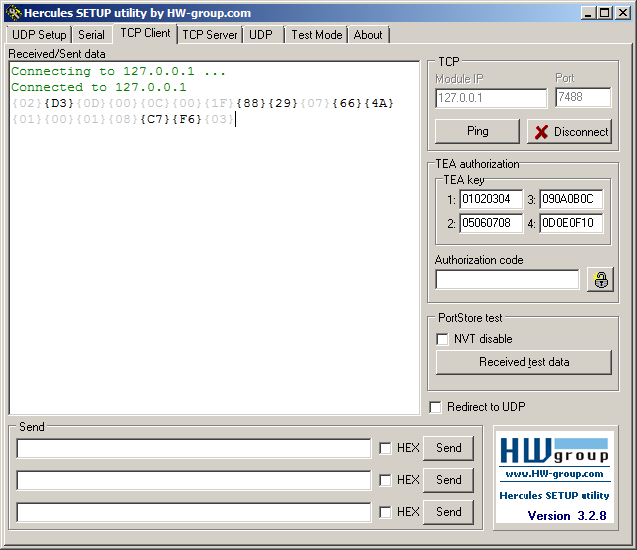 Hercules SETUP utility by HW-group.com
UDP Setup Serial TCP Client TCP Server UDP Test Mode About
Received/Sent data
Connecting to 127.0.0.1 ...
Connected to 127.0.0.1
{02}{D3}{0D}{00}{0C}{00}{1F}{88}{29}{07}{66}{4A}
{01}{00}{01}{08}{C7}{F6}{03}
TCP
Module IP Port
127.0.0.1 7488
Ping Disconnect
TEA authorization
TEA key
1: 01020304 3: 090A0B0C
2: 05060708 4: 0D0E0F10
Authorization code
PortStore test
NVT disable
Received test data
Redirect to UDP
Send
HEX Send
HEX Send
HEX Send
HW group
www.HW-group.com
Hercules SETUP utility
Version 3.2.8